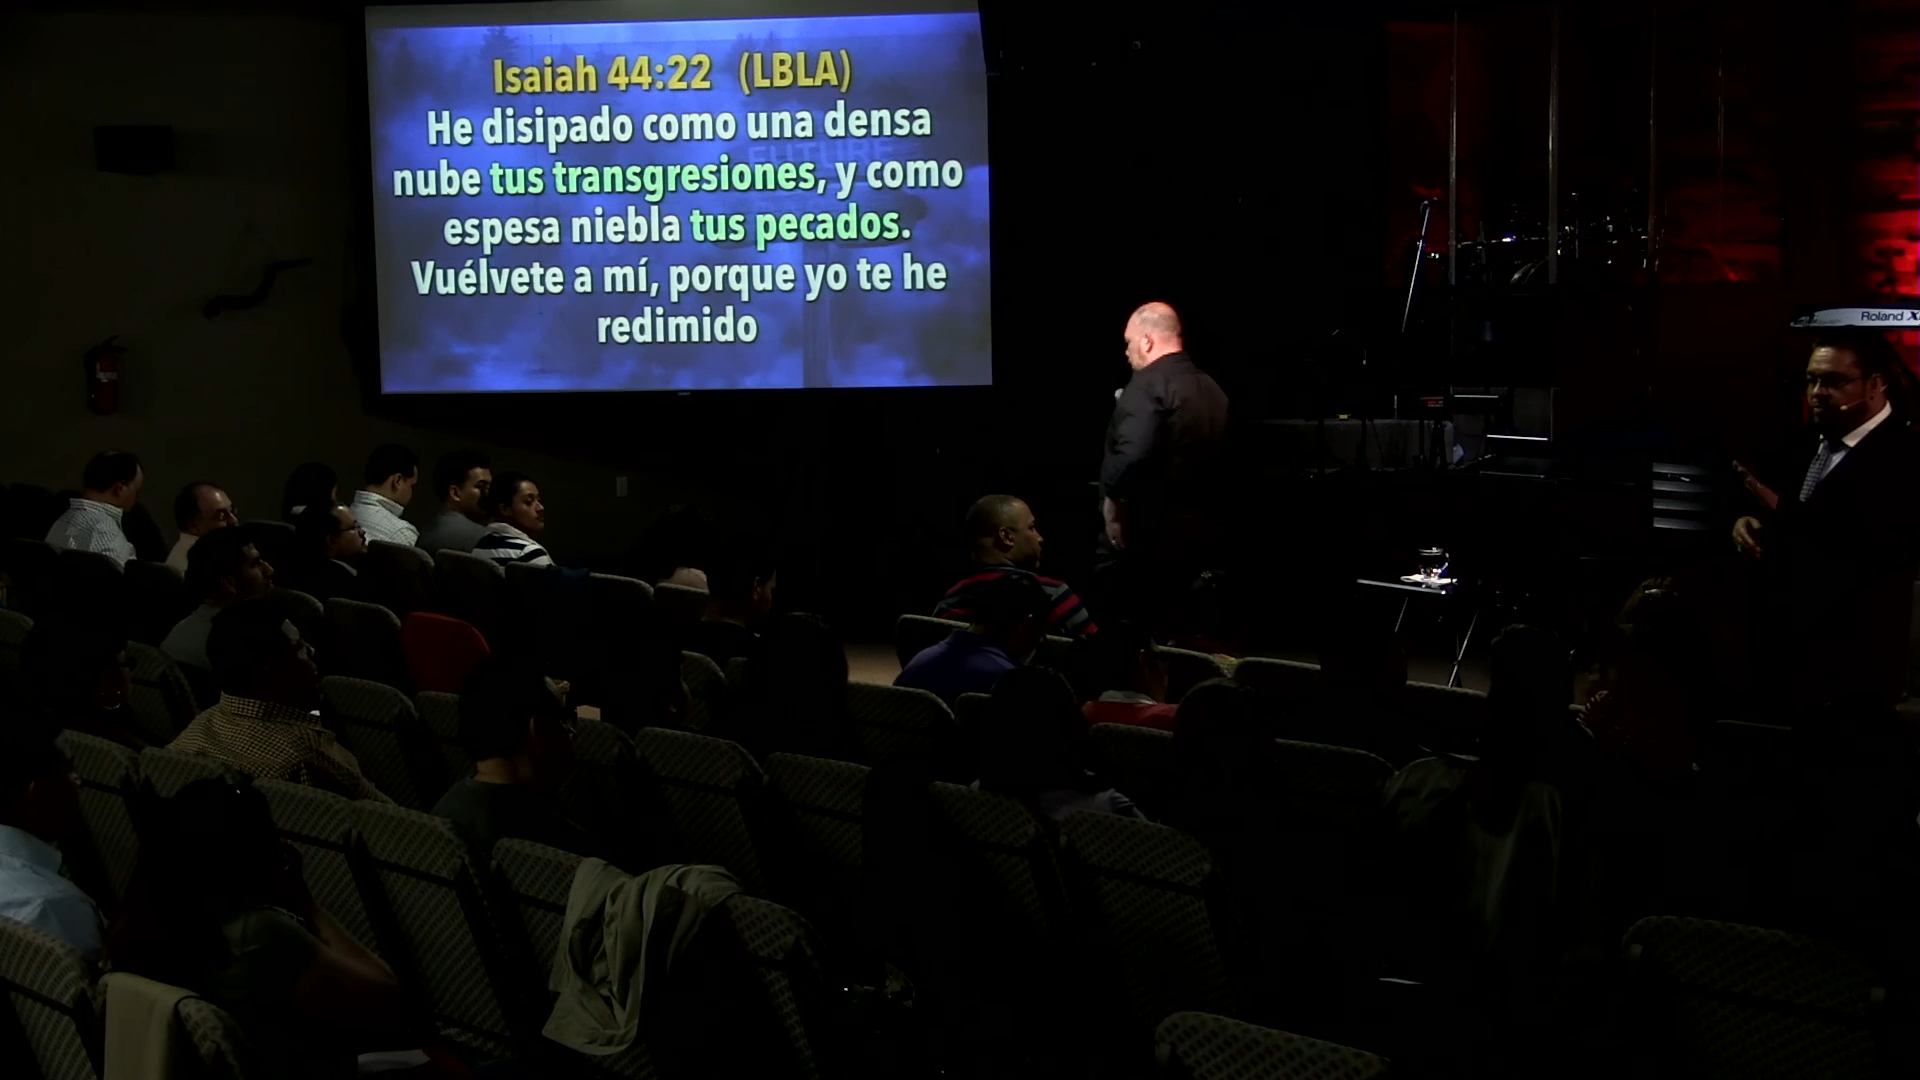 Isaiah 44:22 (LBLA)
He disipado como una densa
nube tus transgresiones, y como
espesa niebla tus pecados.
Vuélvete a mí, porque yo te he
redimido
FUTURE
Roland